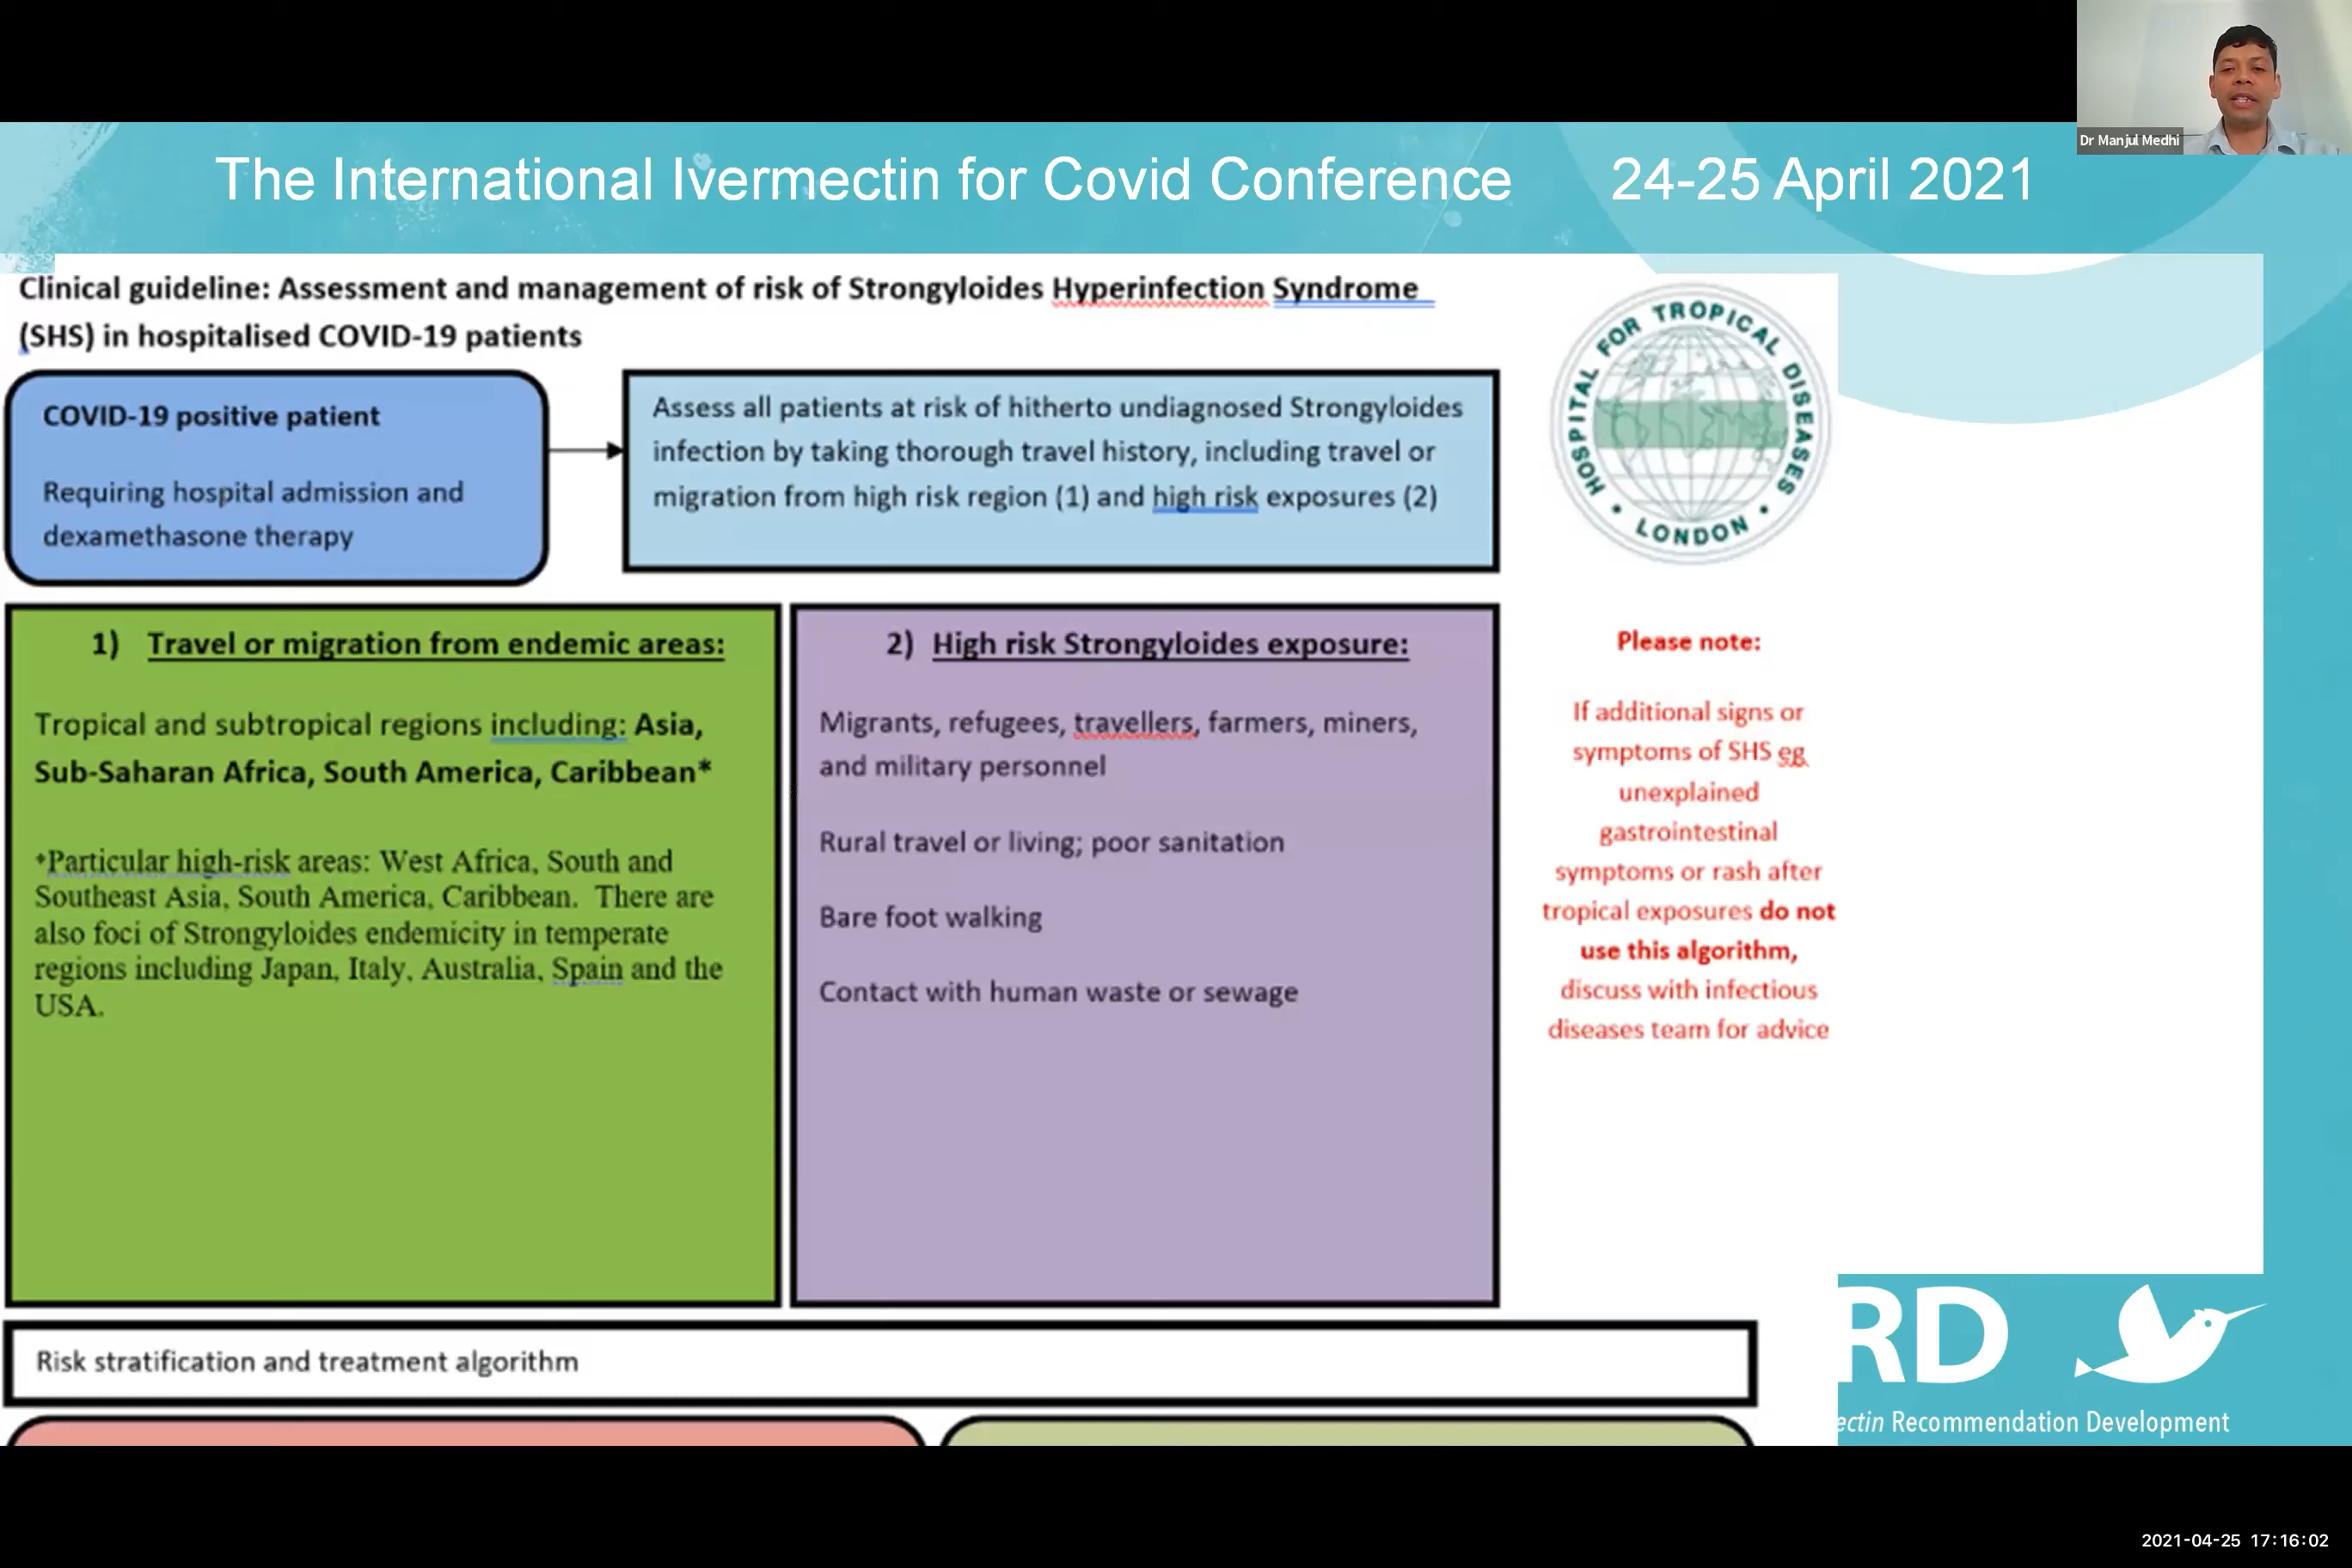 Dr Manjul Medhi
The International Ivermectin for Covid Conference 24-25 April 2021
Clinical guideline: Assessment and management of risk of Strongyloides Hyperinfection Syndrome
(SHS) in hospitalised COVID-19 patients
COVID-19 positive patient
Requiring hospital admission and
dexamethasone therapy
Assess all patients at risk of hitherto undiagnosed Strongyloides
infection by taking thorough travel history, including travel or
migration from high risk region (1) and high risk exposures (2)
HOSPITAL FOR TROPICAL DISEASES
• LONDON •
1) Travel or migration from endemic areas:
Tropical and subtropical regions including: Asia,
Sub-Saharan Africa, South America, Caribbean*
*Particular high-risk areas: West Africa, South and
Southeast Asia, South America, Caribbean. There are
also foci of Strongyloides endemicity in temperate
regions including Japan, Italy, Australia, Spain and the
USA.
2) High risk Strongyloides exposure:
Migrants, refugees, travellers, farmers, miners,
and military personnel
Rural travel or living; poor sanitation
Bare foot walking
Contact with human waste or sewage
Please note:
If additional signs or
symptoms of SHS eg
unexplained
gastrointestinal
symptoms or rash after
tropical exposures do not
use this algorithm,
discuss with infectious
diseases team for advice
Risk stratification and treatment algorithm
RD
ectin Recommendation Development
2021-04-25 17:16:02